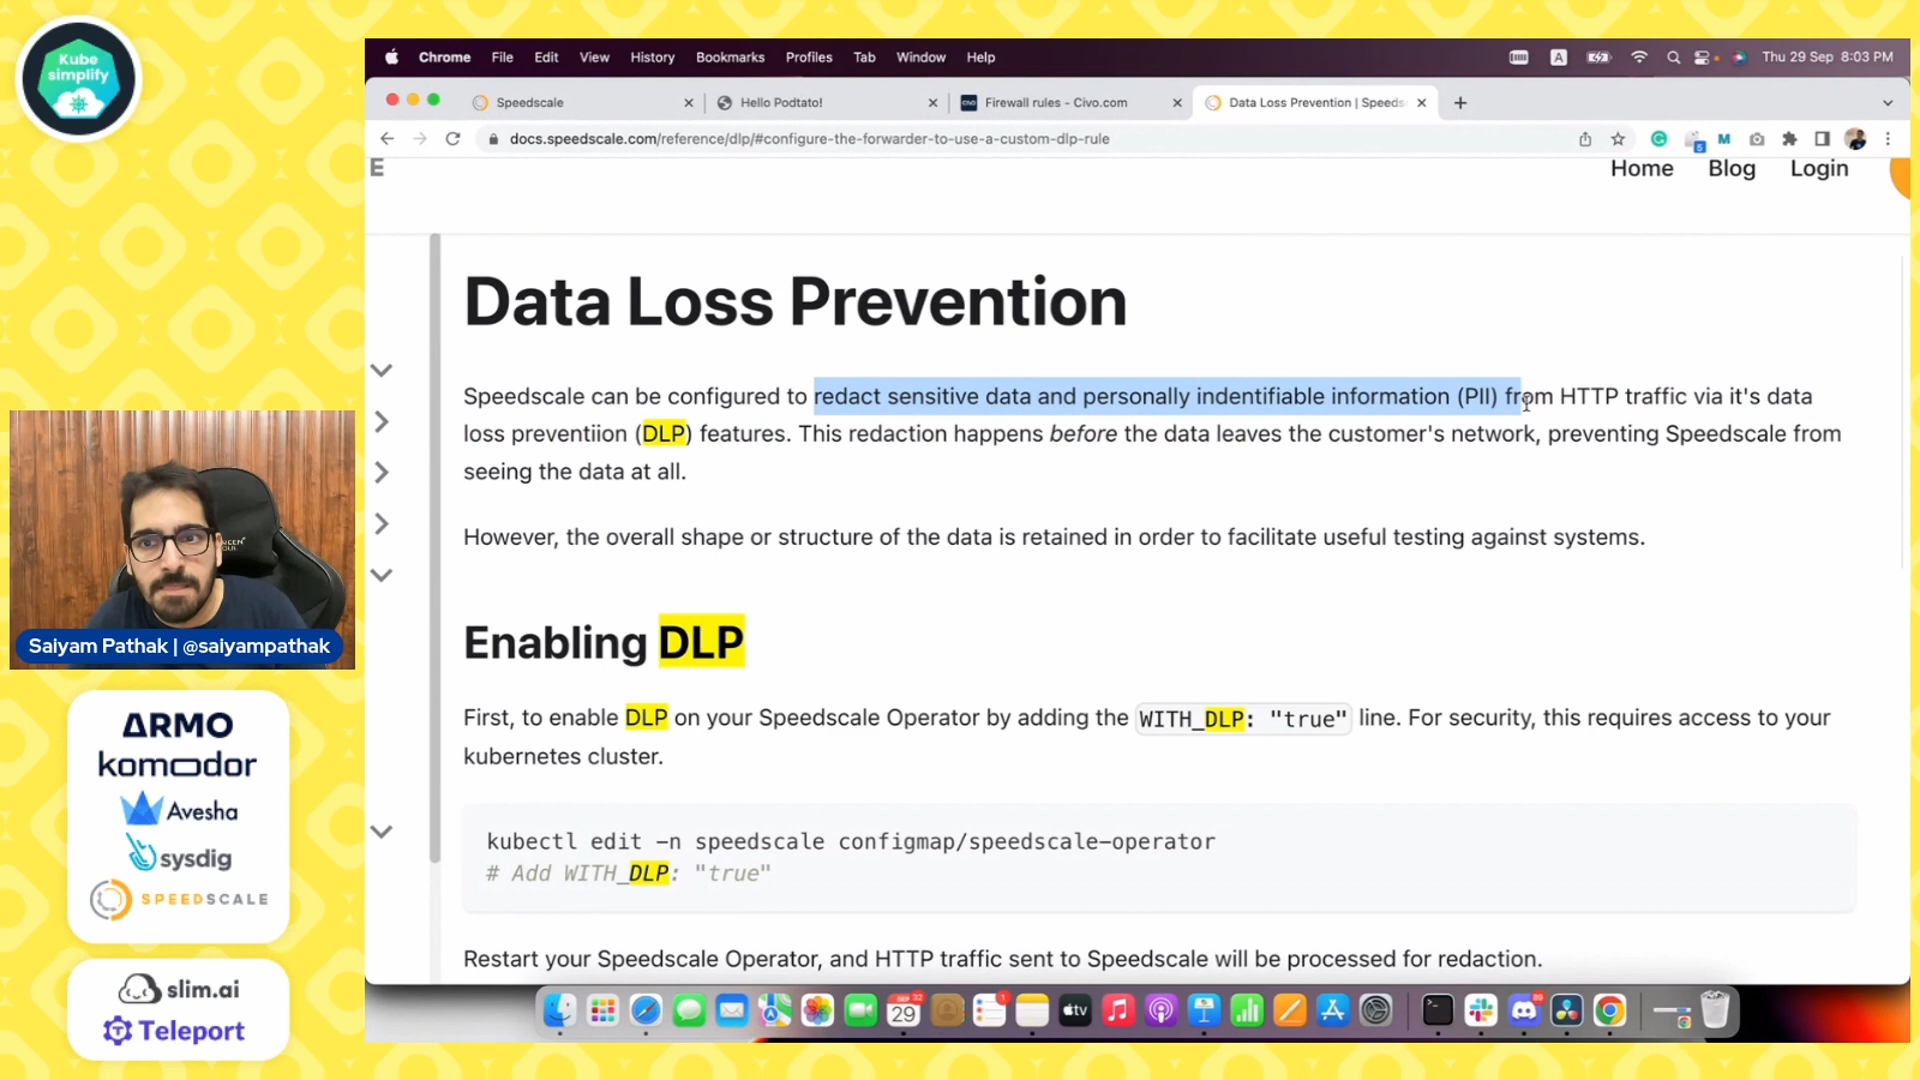 Kube
simplify
Chrome File Edit View History Bookmarks Profiles Tab Window Help
A
Thu 29 Sep 8:03 PM
Speedscale
Hello Podtato!
Firewall rules - Civo.com
Data Loss Prevention | Speeds
docs.speedscale.com/reference/dlp/#configure-the-forwarder-to-use-a-custom-dlp-rule
5
M
E
Home Blog Login
Data Loss Prevention
Speedscale can be configured to redact sensitive data and personally indentifiable information (PII) from HTTP traffic via it's data
loss preventiion (DLP) features. This redaction happens before the data leaves the customer's network, preventing Speedscale from
seeing the data at all.
However, the overall shape or structure of the data is retained in order to facilitate useful testing against systems.
Enabling DLP
First, to enable DLP on your Speedscale Operator by adding the WITH_DLP: "true" line. For security, this requires access to your
kubernetes cluster.
kubectl edit -n speedscale configmap/speedscale-operator
# Add WITH_DLP: "true"
Restart your Speedscale Operator, and HTTP traffic sent to Speedscale will be processed for redaction.
Saiyam Pathak | @saiyampathak
ARMO
komodor
Avesha
sysdig
SPEEDSCALE
slim.ai
Teleport
SEP
29
1
tv